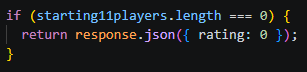 if (starting11players.length === 0) {
  return response.json({ rating: 0 });
}